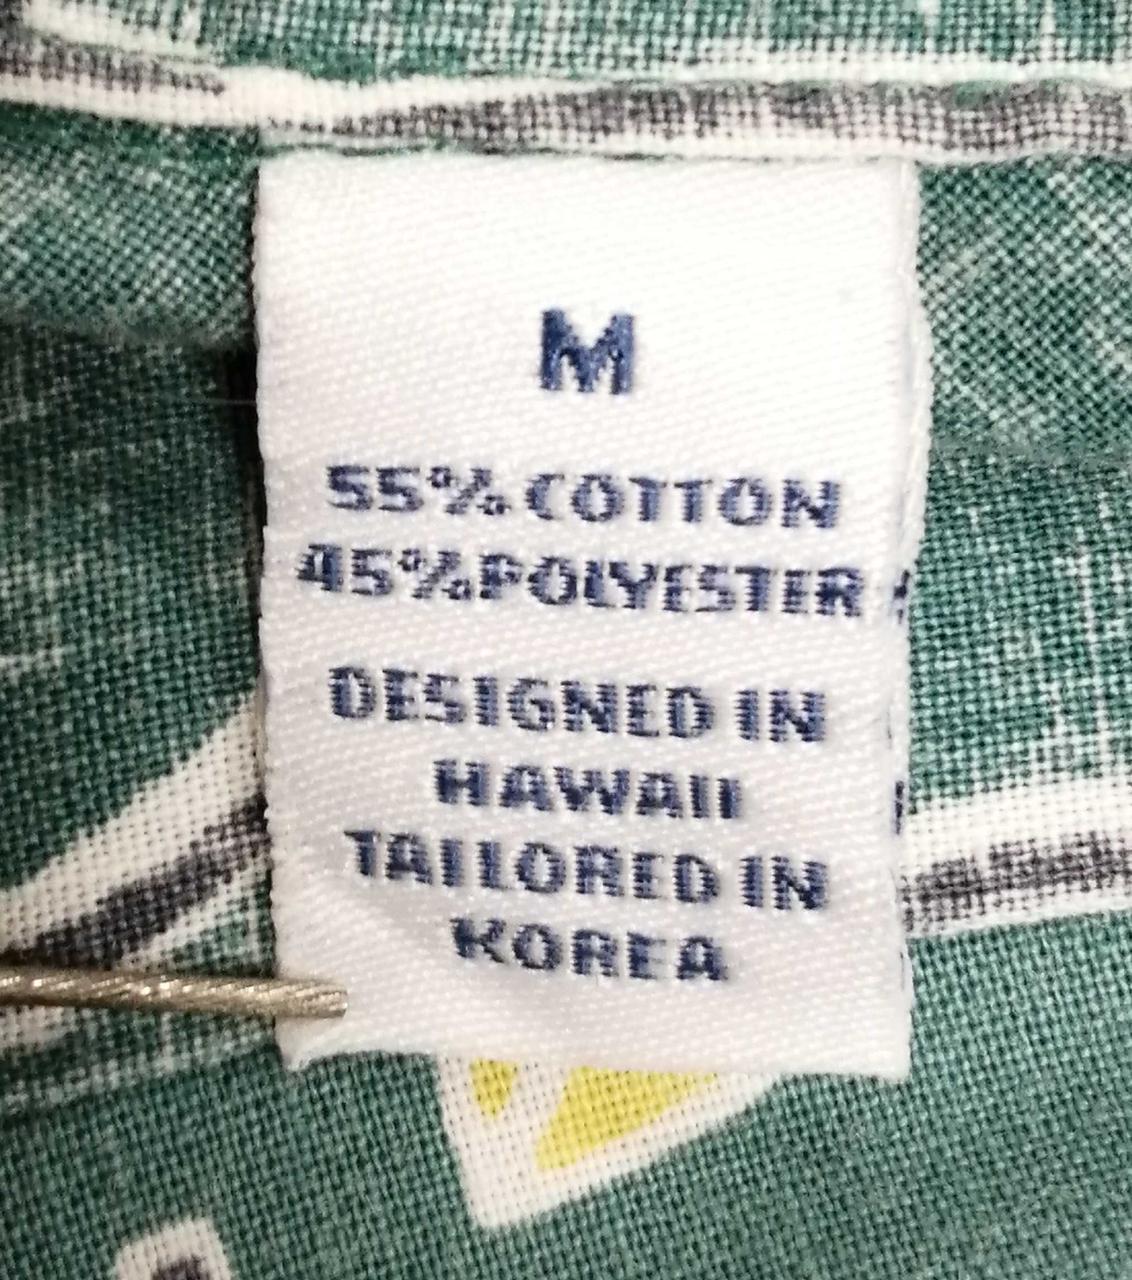 M
55% COTTON
45% POLYESTER
DESIGNED IN
HAWAII
TAILORED IN
KOREA